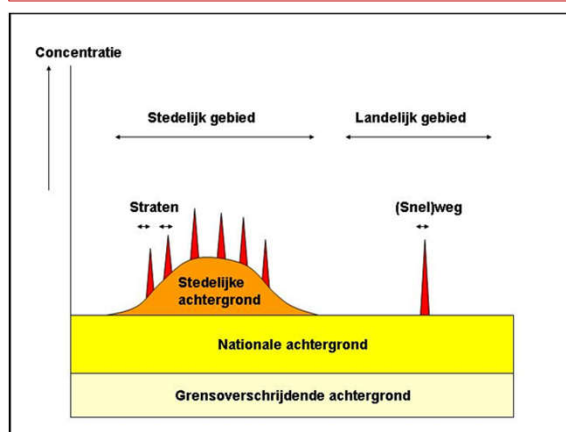 Concentratie
Stedelijk gebied
Landelijk gebied
Straten
(Snel)weg
Stedelijke
achtergrond
Nationale achtergrond
Grensoverschrijdende achtergrond